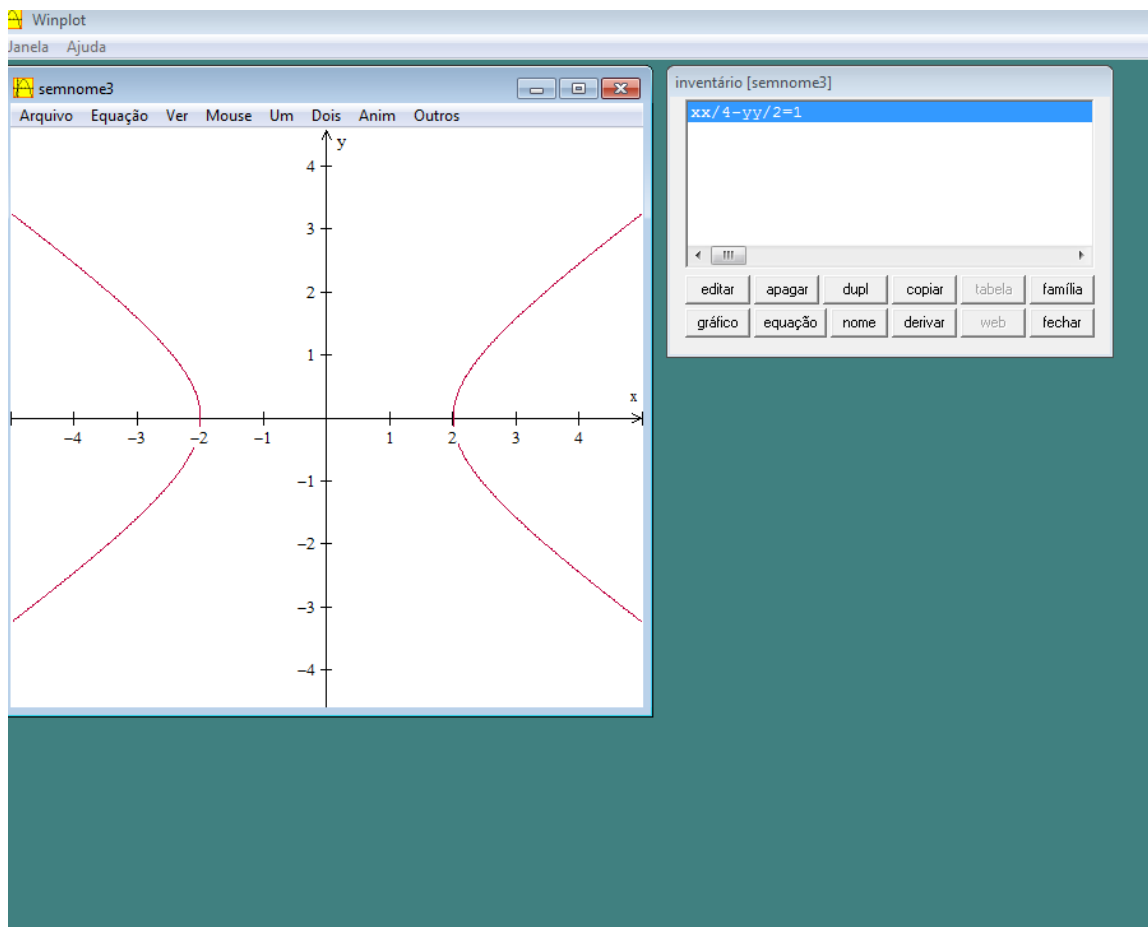 Winplot
Janela Ajuda
semnome3
Arquivo Equação Ver Mouse Um Dois Anim Outros
y
4
3
2
1
x
−4 −3 −2 −1 1 2 3 4
−1
−2
−3
−4
inventário [semnome3]
xx/4-yy/2=1
editar apagar dupl copiar tabela família
gráfico equação nome derivar web fechar